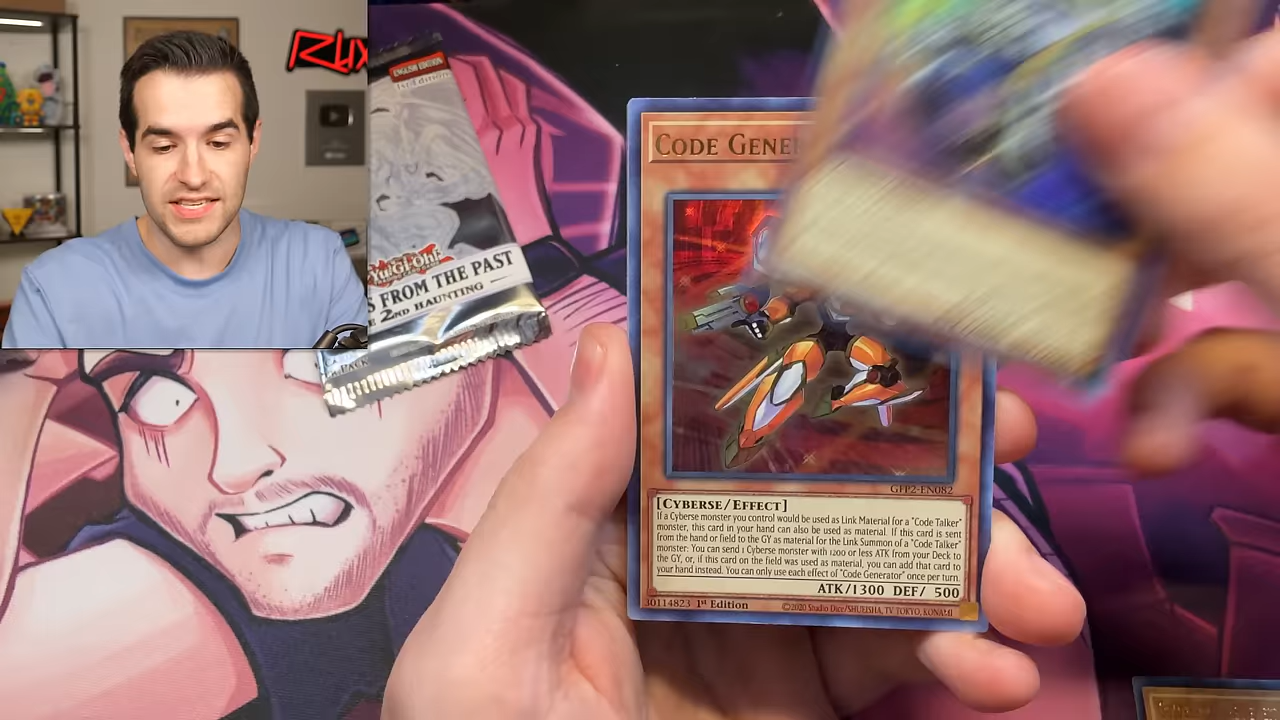 RUX
ENGLISH EDITION
1st Edition
Yu-Gi-Oh!
S FROM THE PAST
E 2ND HAUNTING
CODE GENE
GFP2-EN082
[CYBERSE/EFFECT]
If a Cyberse monster you control would be used as Link Material for a "Code Talker"
monster, this card in your hand can also be used as material. If this card is sent
from the hand or field to the GY as material for the Link Summon of a "Code Talker"
monster: You can send 1 Cyberse monster with 1200 or less ATK from your Deck to
the GY, or, if this card on the field was used as material, you can add that card to
your hand instead. You can only use each effect of "Code Generator" once per turn.
ATK/1300 DEF/ 500
30114823 1st Edition ©2020 Studio Dice/SHUEISHA, TV TOKYO, KONAMI